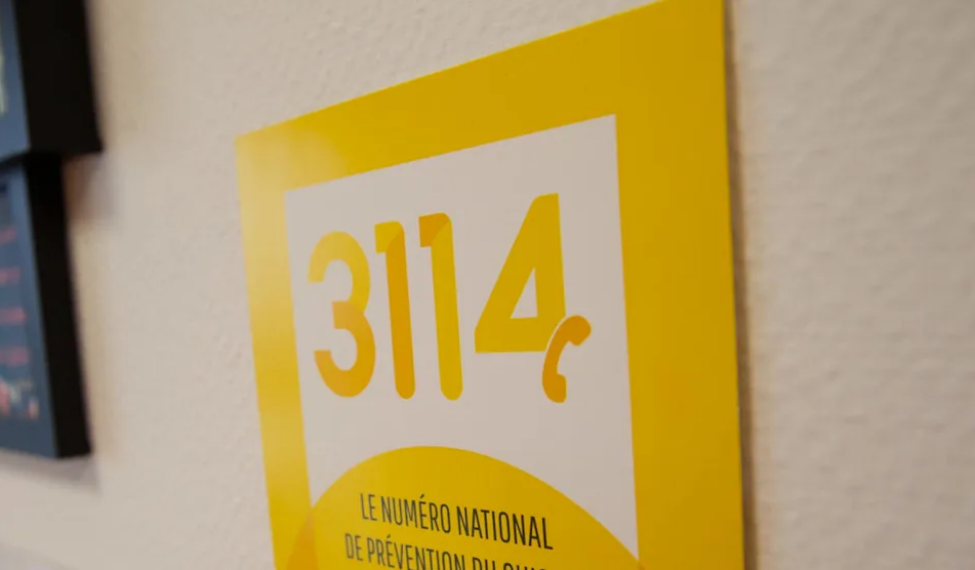 3114
LE NUMÉRO NATIONAL
DE PRÉVENTION DU